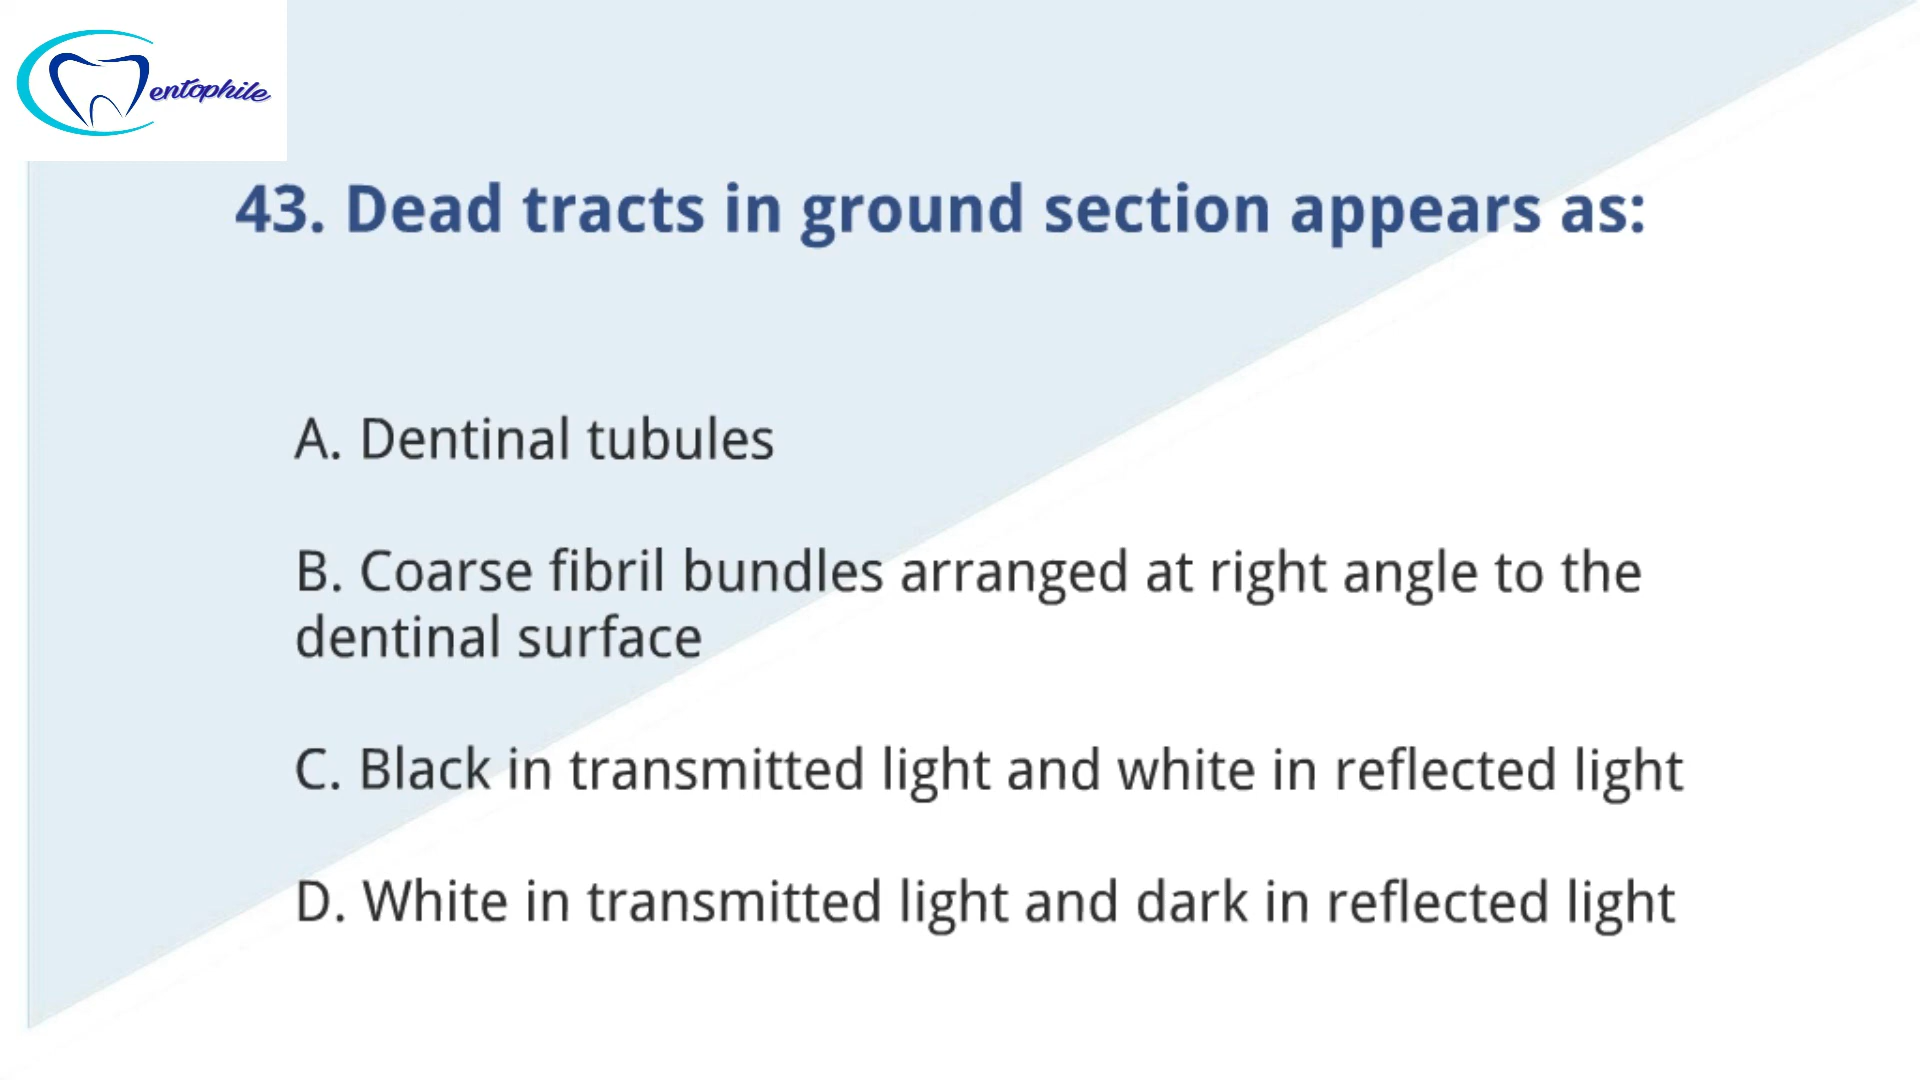 entophile
43. Dead tracts in ground section appears as:
A. Dentinal tubules
B. Coarse fibril bundles arranged at right angle to the
dentinal surface
C. Black in transmitted light and white in reflected light
D. White in transmitted light and dark in reflected light